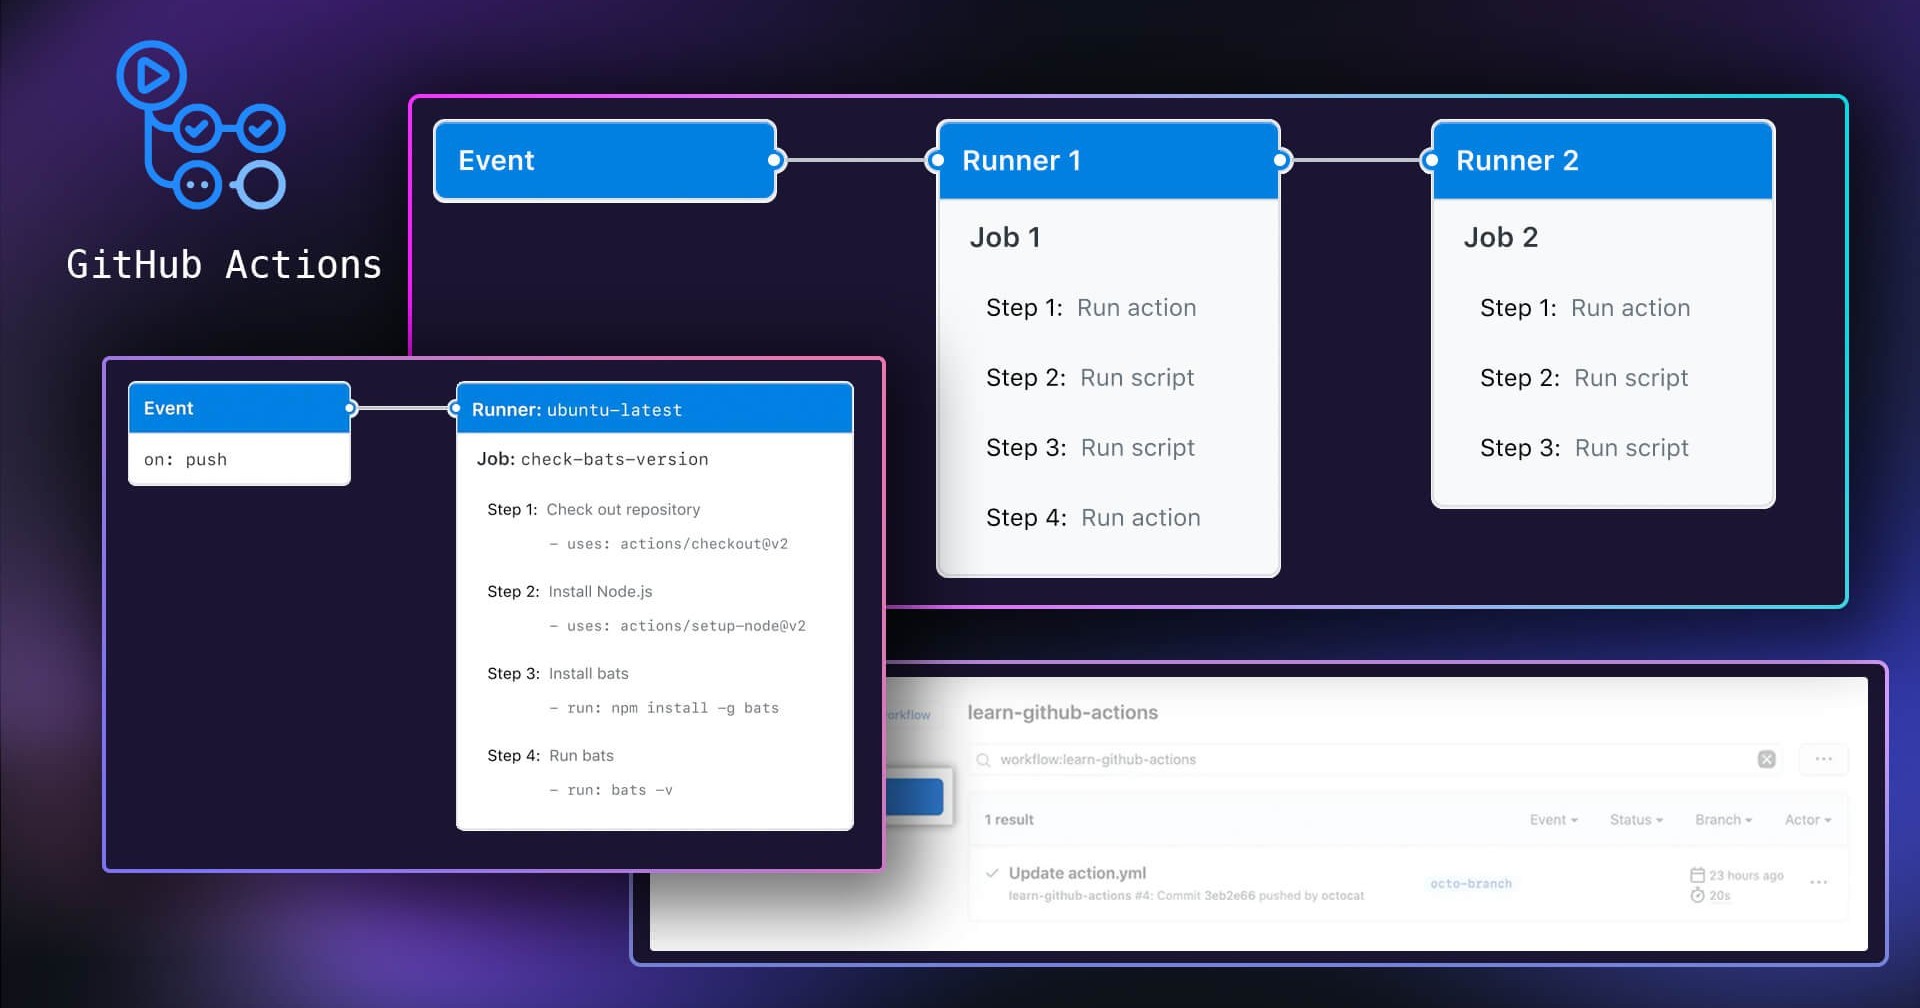 GitHub Actions
Event
Runner 1
Job 1
Step 1: Run action
Step 2: Run script
Step 3: Run script
Step 4: Run action
Runner 2
Job 2
Step 1: Run action
Step 2: Run script
Step 3: Run script
Event
on: push
Runner: ubuntu-latest
Job: check-bats-version
Step 1: Check out repository
- uses: actions/checkout@v2
Step 2: Install Node.js
- uses: actions/setup-node@v2
Step 3: Install bats
- run: npm install -g bats
Step 4: Run bats
- run: bats -v
orkflow
learn-github-actions
workflow:learn-github-actions
1 result
Event
Status
Branch
Actor
Update action.yml
learn-github-actions #4: Commit 3eb2e66 pushed by octocat
octo-branch
23 hours ago
20s